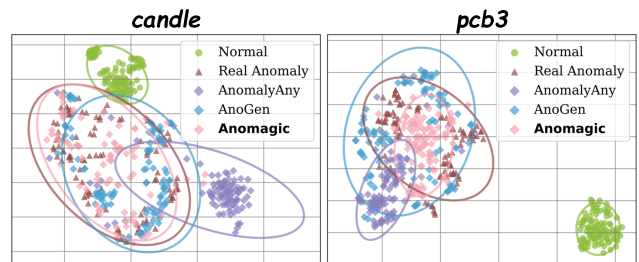 candle
Normal
Real Anomaly
AnomalyAny
AnoGen
Anomagic
pcb3
Normal
Real Anomaly
AnomalyAny
AnoGen
Anomagic